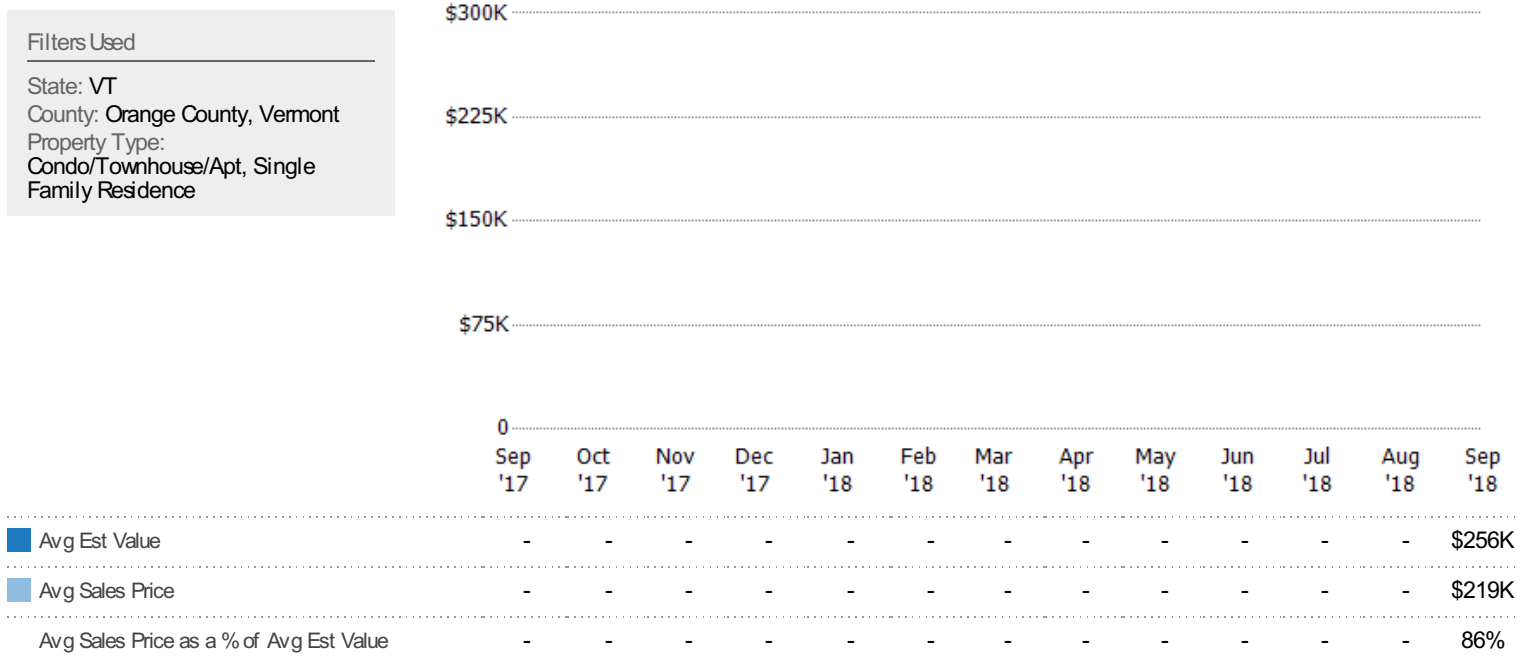 Filters Used
State: VT
County: Orange County, Vermont
Property Type:
Condo/Townhouse/Apt, Single
Family Residence
$300K
$225K
$150K
$75K
0
Sep Oct Nov Dec Jan Feb Mar Apr May Jun Jul Aug Sep
'17 '17 '17 '17 '18 '18 '18 '18 '18 '18 '18 '18 '18
Avg Est Value - - - - - - - - - - - - $256K
Avg Sales Price - - - - - - - - - - - - $219K
Avg Sales Price as a % of Avg Est Value - - - - - - - - - - - - 86%